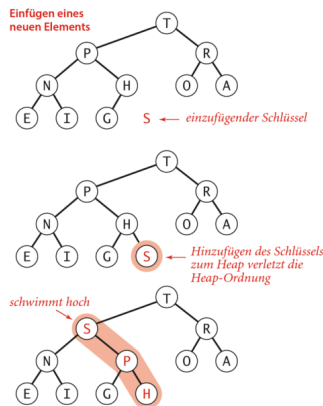 Einfügen eines
neuen Elements
T
P R
N H O A
E I G S einzufügender Schlüssel
T
P R
N H O A
E I G S Hinzufügen des Schlüssels
zum Heap verletzt die
Heap-Ordnung
schwimmt hoch
T
S R
N P O A
E I G H